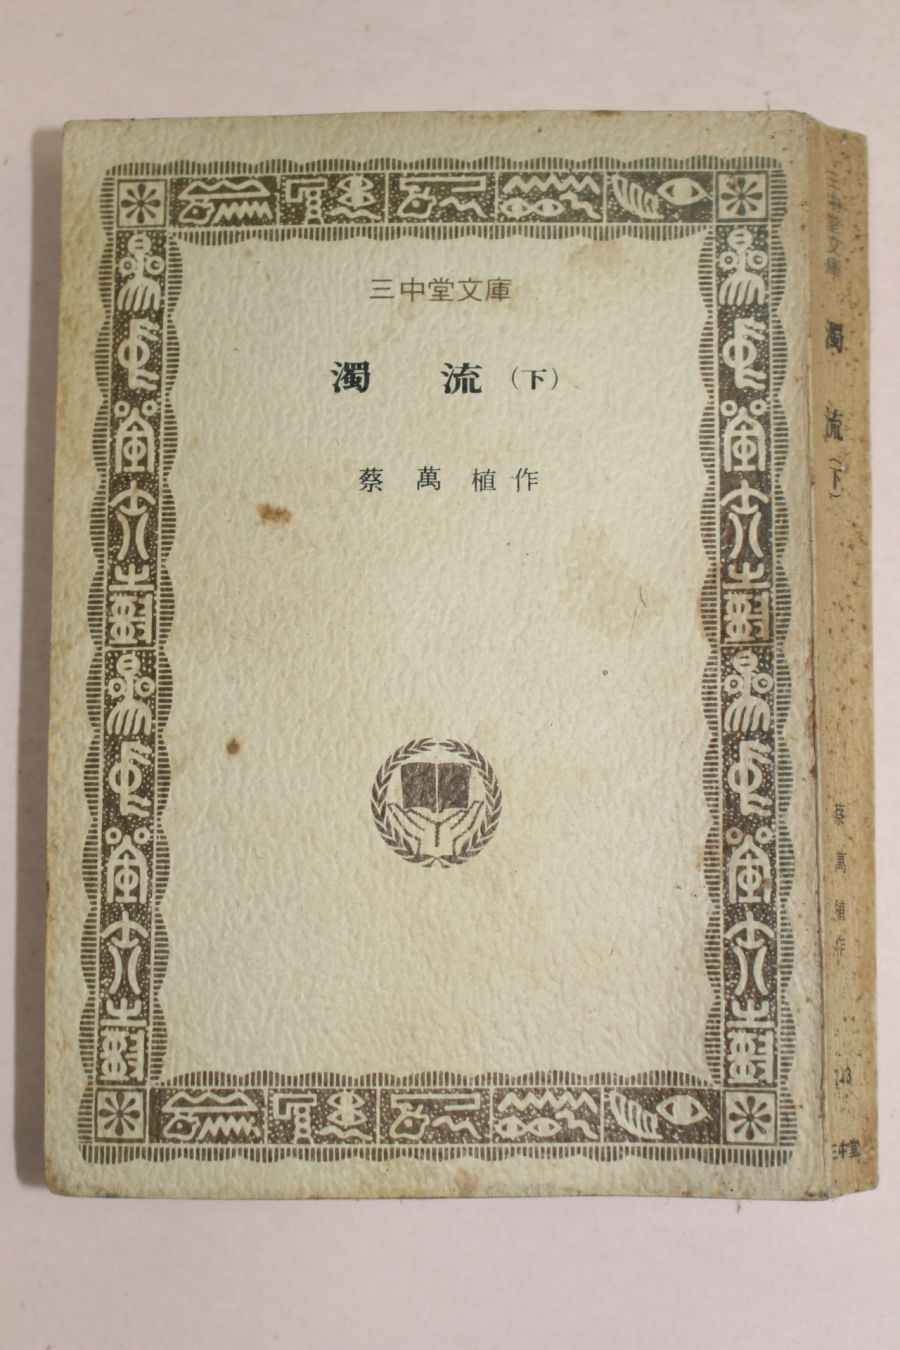 三中堂文庫
濁 流 (下)
蔡 萬 植 作
三中堂文庫
濁 流 (下)
蔡 萬 植 作
243
三中堂